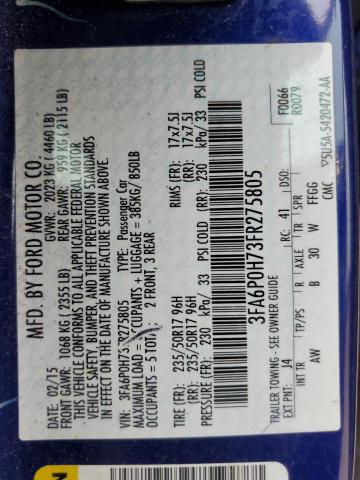 MFD. BY FORD MOTOR CO.
DATE: 02/15
GVWR: 2023 KG ( 4460 LB)
FRONT GAWR: 1068 KG ( 2355 LB)
REAR GAWR: 959 KG ( 2115 LB)
THIS VEHICLE CONFORMS TO ALL APPLICABLE FEDERAL MOTOR
VEHICLE SAFETY, BUMPER, AND THEFT PREVENTION STANDARDS
IN EFFECT ON THE DATE OF MANUFACTURE SHOWN ABOVE.
VIN: 3FA6P0H73FR275805 TYPE: Passenger Car
MAXIMUM LOAD = OCCUPANTS + LUGGAGE = 385KG/ 850LB
OCCUPANTS = 5 TOTAL, 2 FRONT, 3 REAR
TIRE (FR): 235/50R17 96H RIMS (FR): 17x7.5J
(RR): 235/50R17 96H (RR): 17x7.5J
PRESSURE (FR): 230 kPa/ 33 PSI COLD
(RR): 230 kPa/ 33 PSI COLD
3FA6P0H73FR275805
F0066
R0079
TRAILER TOWING - SEE OWNER GUIDE
EXT PNT: J4 RC: 41 DSO:
INT TR TP/PS R AXLE TR SPR
AW B 30 W FFGG
CMC
5U5A-5420472-AA
N